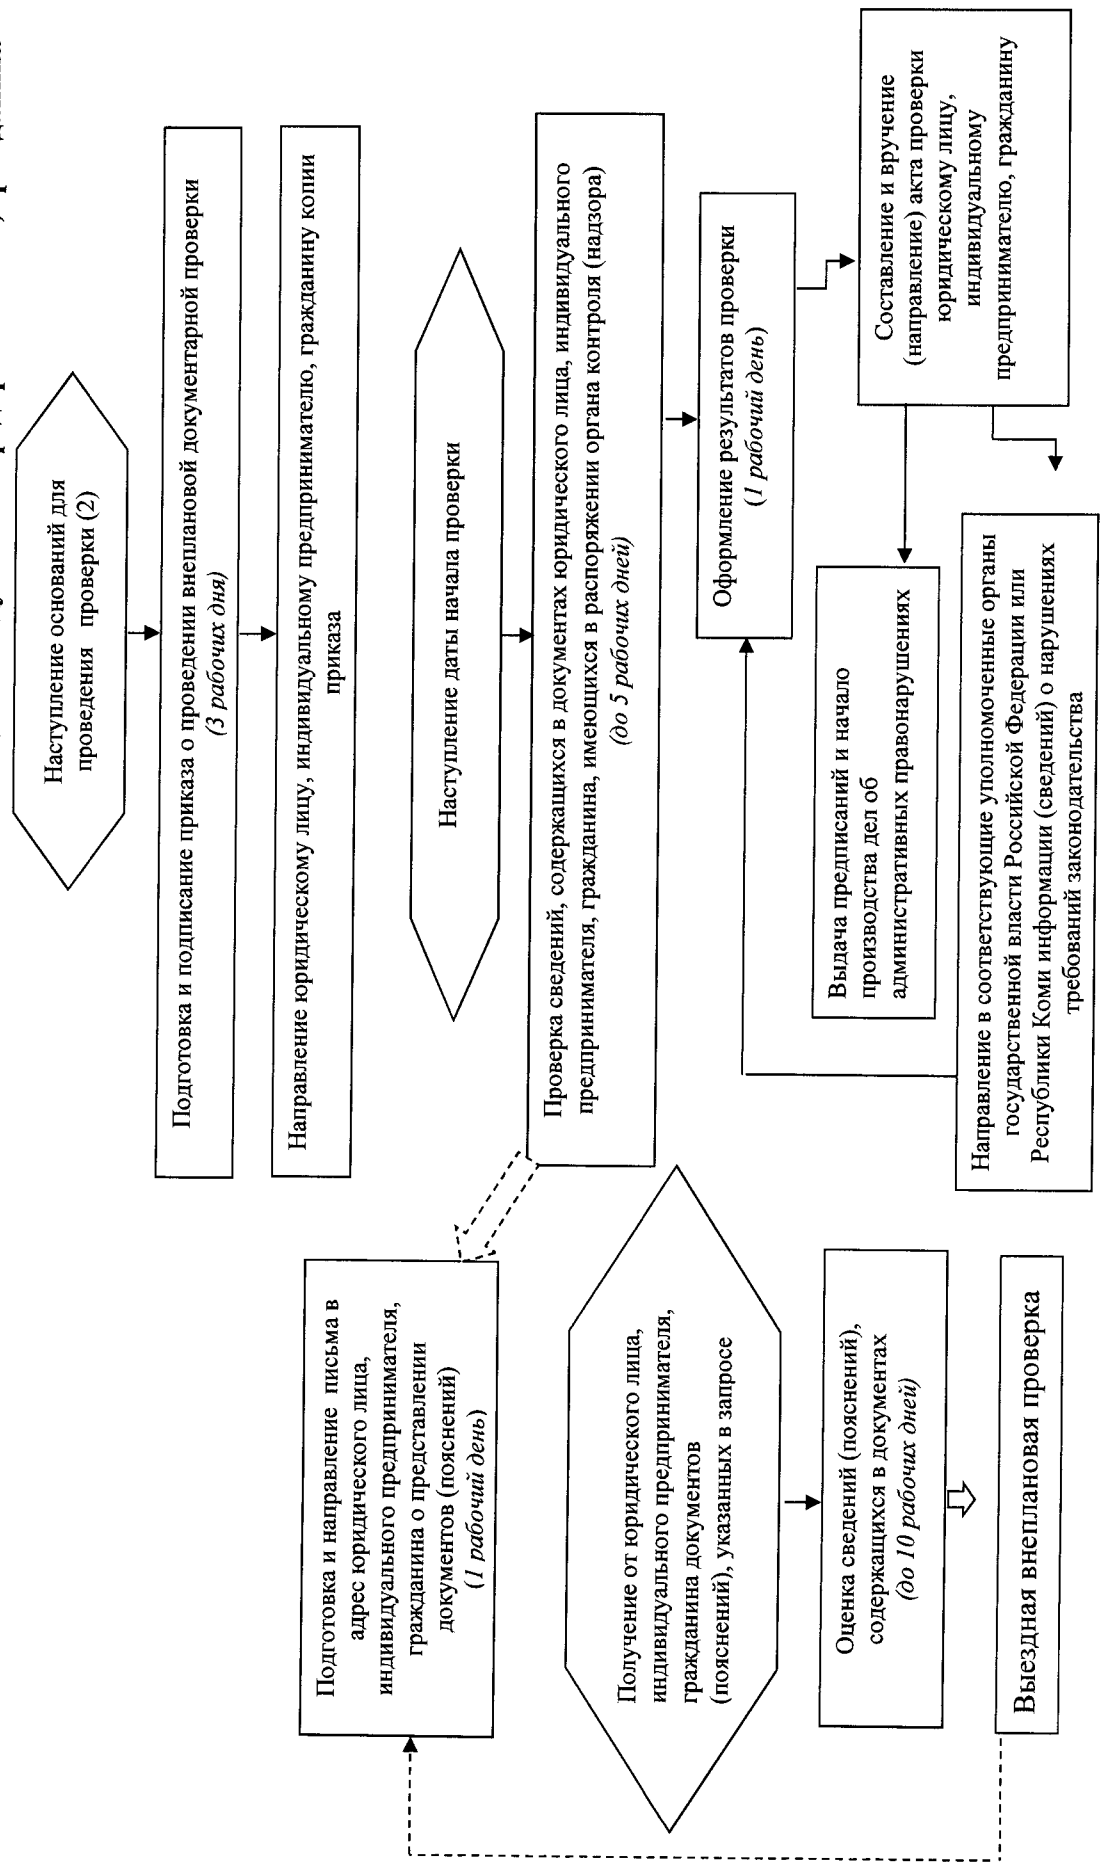 Наступление оснований для
проведения проверки (2)
Подготовка и подписание приказа о проведении внеплановой документарной проверки
(3 рабочих дня)
Направление юридическому лицу, индивидуальному предпринимателю, гражданину копии
приказа
Наступление даты начала проверки
Подготовка и направление письма в
адрес юридического лица,
индивидуального предпринимателя,
гражданина о представлении
документов (пояснений)
(1 рабочий день)
Проверка сведений, содержащихся в документах юридического лица, индивидуального
предпринимателя, гражданина, имеющихся в распоряжении органа контроля (надзора)
(до 5 рабочих дней)
Получение от юридического лица,
индивидуального предпринимателя,
гражданина документов
(пояснений), указанных в запросе
Оформление результатов проверки
(1 рабочий день)
Оценка сведений (пояснений),
содержащихся в документах
(до 10 рабочих дней)
Выдача предписаний и начало
производства дел об
административных правонарушениях
Составление и вручение
(направление) акта проверки
юридическому лицу,
индивидуальному
предпринимателю, гражданину
Выездная внеплановая проверка
Направление в соответствующие уполномоченные органы
государственной власти Российской Федерации или
Республики Коми информации (сведений) о нарушениях
требований законодательства